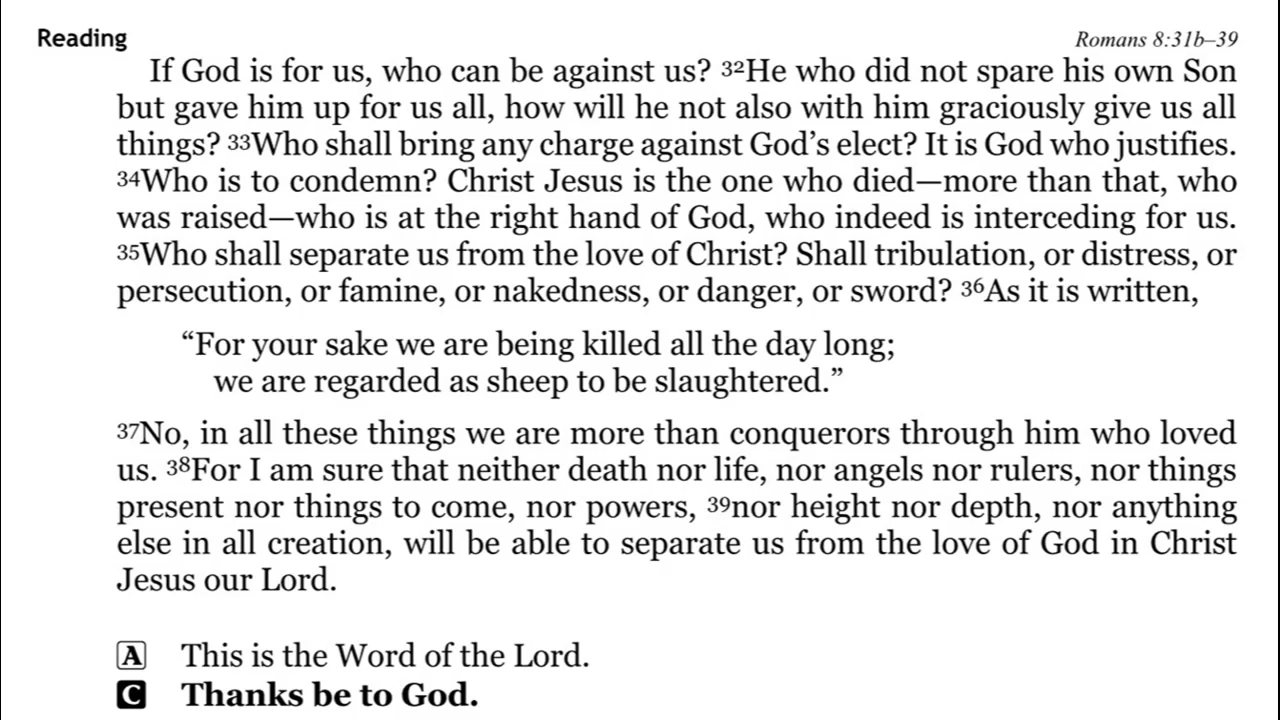 Reading
Romans 8:31b–39
If God is for us, who can be against us? 32He who did not spare his own Son
but gave him up for us all, how will he not also with him graciously give us all
things? 33Who shall bring any charge against God’s elect? It is God who justifies.
34Who is to condemn? Christ Jesus is the one who died—more than that, who
was raised—who is at the right hand of God, who indeed is interceding for us.
35Who shall separate us from the love of Christ? Shall tribulation, or distress, or
persecution, or famine, or nakedness, or danger, or sword? 36As it is written,
“For your sake we are being killed all the day long;
we are regarded as sheep to be slaughtered.”
37No, in all these things we are more than conquerors through him who loved
us. 38For I am sure that neither death nor life, nor angels nor rulers, nor things
present nor things to come, nor powers, 39nor height nor depth, nor anything
else in all creation, will be able to separate us from the love of God in Christ
Jesus our Lord.
A This is the Word of the Lord.
C Thanks be to God.